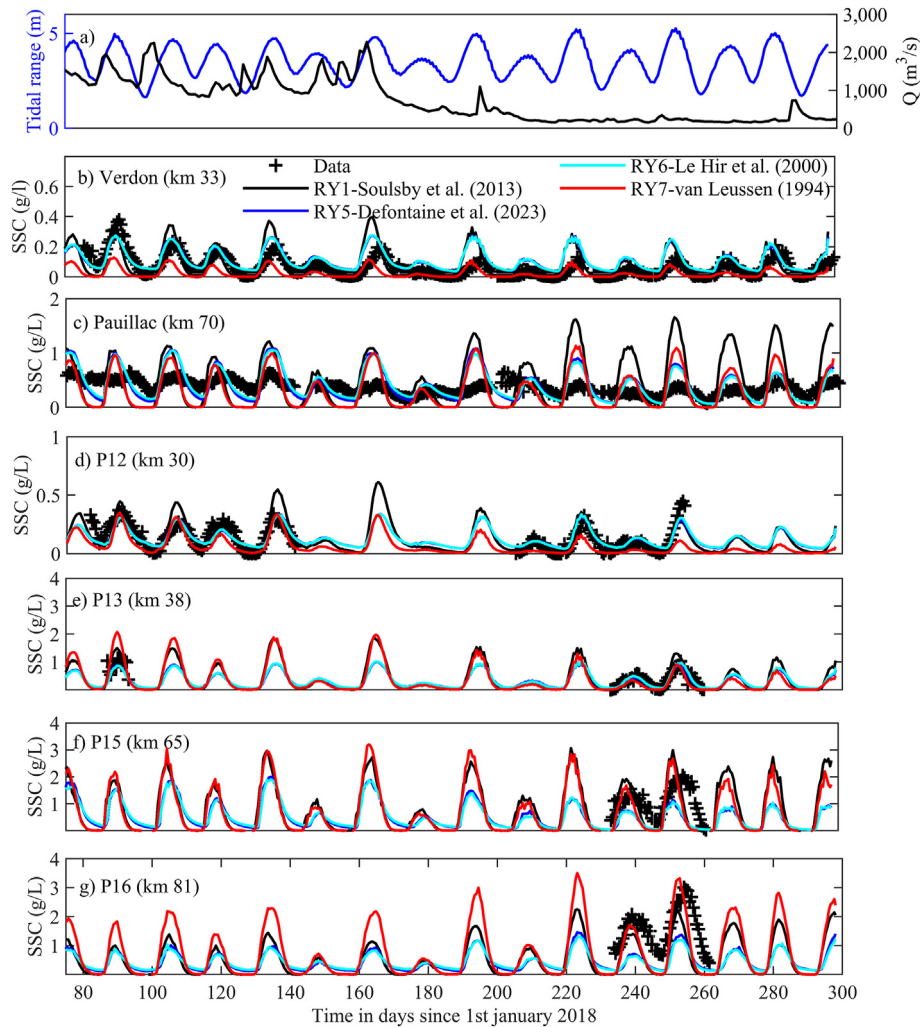 Tidal range (m)
5
0
a)
3,000
2,000
1,000
0
Q (m³/s)
b) Verdon (km 33)
SSC (g/l)
0.6
0.4
0.2
0
Data
RY1-Soulsby et al. (2013)
RY5-Defontaine et al. (2023)
RY6-Le Hir et al. (2000)
RY7-van Leussen (1994)
c) Pauillac (km 70)
SSC (g/L)
2
1
0
d) P12 (km 30)
SSC (g/L)
1
0.5
0
e) P13 (km 38)
SSC (g/L)
4
3
2
1
f) P15 (km 65)
SSC (g/L)
4
3
2
1
g) P16 (km 81)
SSC (g/L)
4
3
2
1
80 100 120 140 160 180 200 220 240 260 280 300
Time in days since 1st january 2018